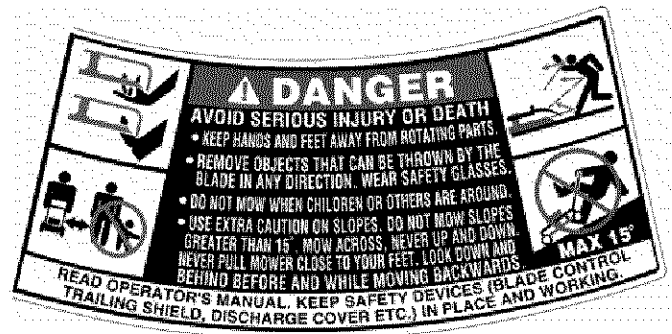 ⚠ DANGER
AVOID SERIOUS INJURY OR DEATH
• KEEP HANDS AND FEET AWAY FROM ROTATING PARTS.
• REMOVE OBJECTS THAT CAN BE THROWN BY THE
BLADE IN ANY DIRECTION. WEAR SAFETY GLASSES.
• DO NOT MOW WHEN CHILDREN OR OTHERS ARE AROUND.
• USE EXTRA CAUTION ON SLOPES. DO NOT MOW SLOPES
GREATER THAN 15°. MOW ACROSS, NEVER UP AND DOWN.
NEVER PULL MOWER CLOSE TO YOUR FEET. LOOK DOWN AND
BEHIND BEFORE AND WHILE MOVING BACKWARDS
MAX 15°
READ OPERATOR'S MANUAL. KEEP SAFETY DEVICES (BLADE CONTROL
TRAILING SHIELD, DISCHARGE COVER ETC.) IN PLACE AND WORKING.